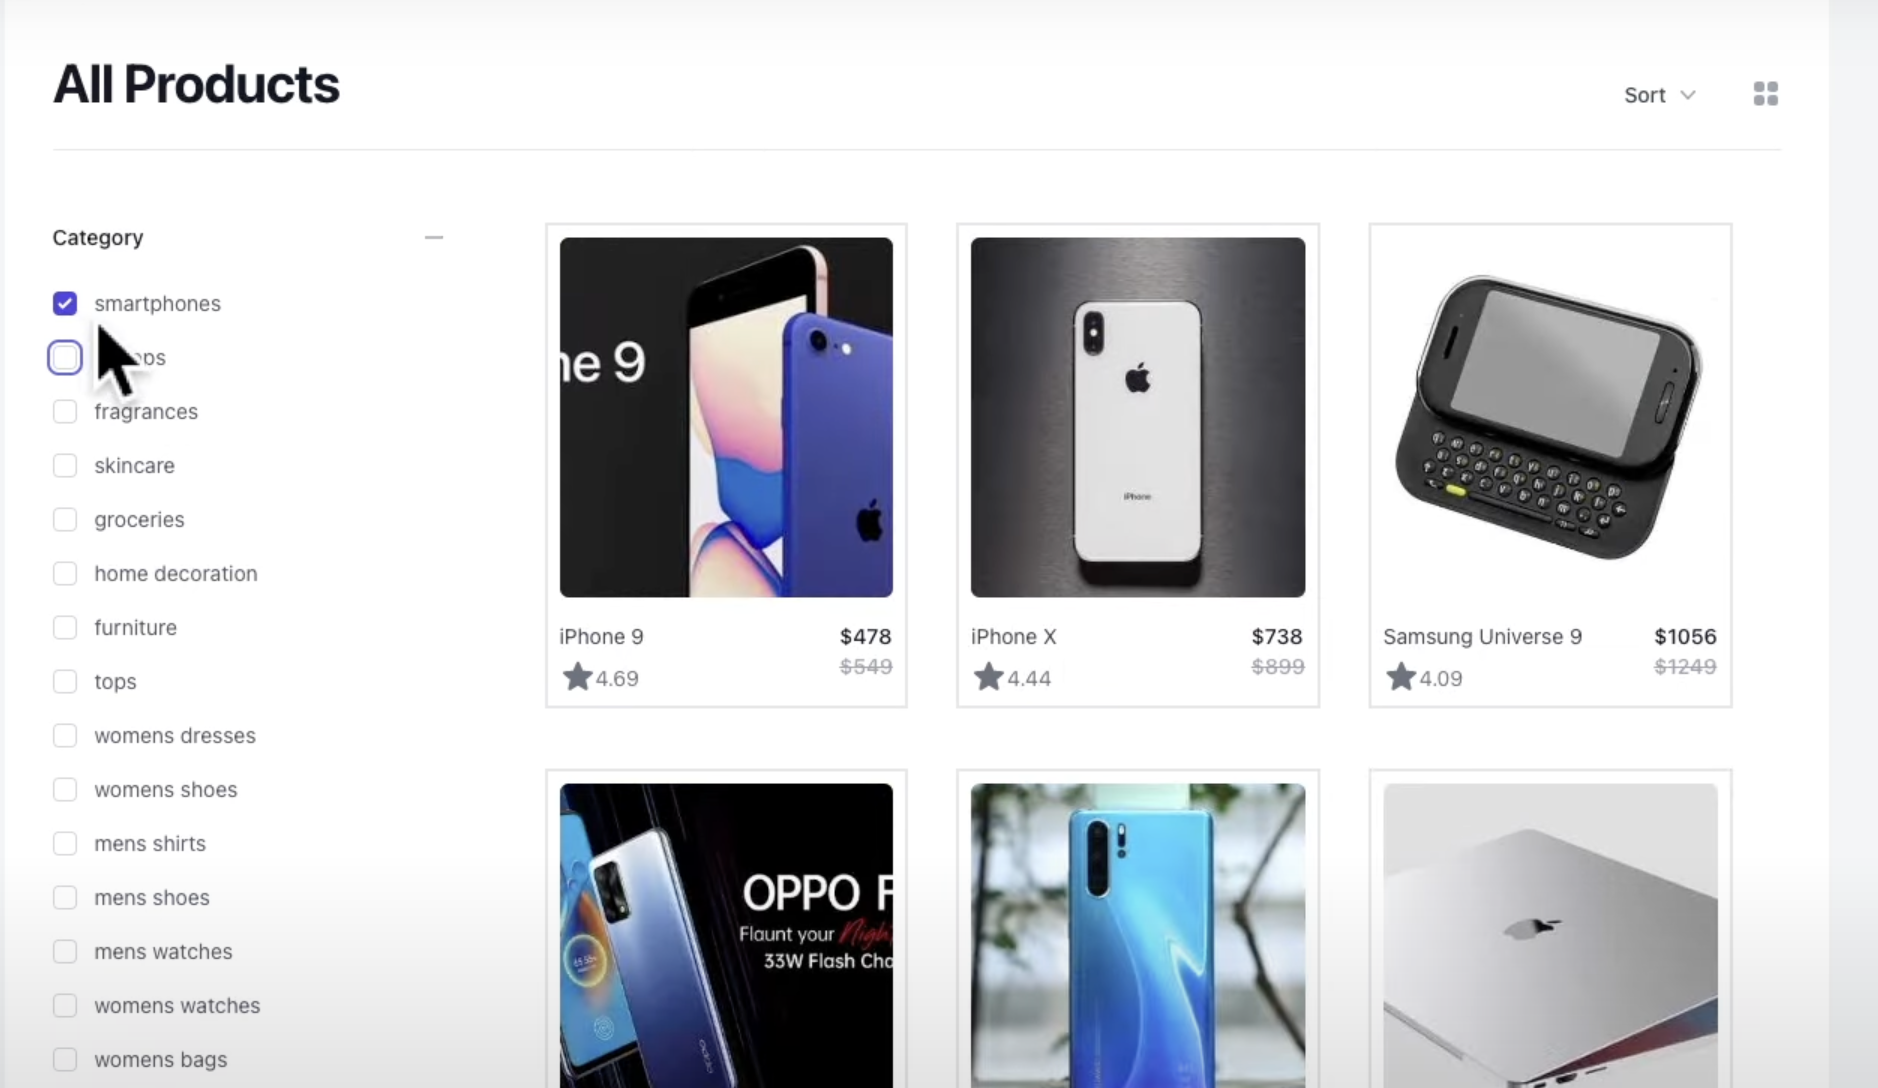 All Products
Sort
Category
smartphones
ops
fragrances
skincare
groceries
home decoration
furniture
tops
womens dresses
womens shoes
mens shirts
mens shoes
mens watches
womens watches
womens bags
ne 9
iPhone
iPhone 9 $478
4.69 $549
iPhone X $738
4.44 $899
Samsung Universe 9 $1056
4.09 $1249
OPPO F
Flaunt your Nigh
33W Flash Cha
oppo